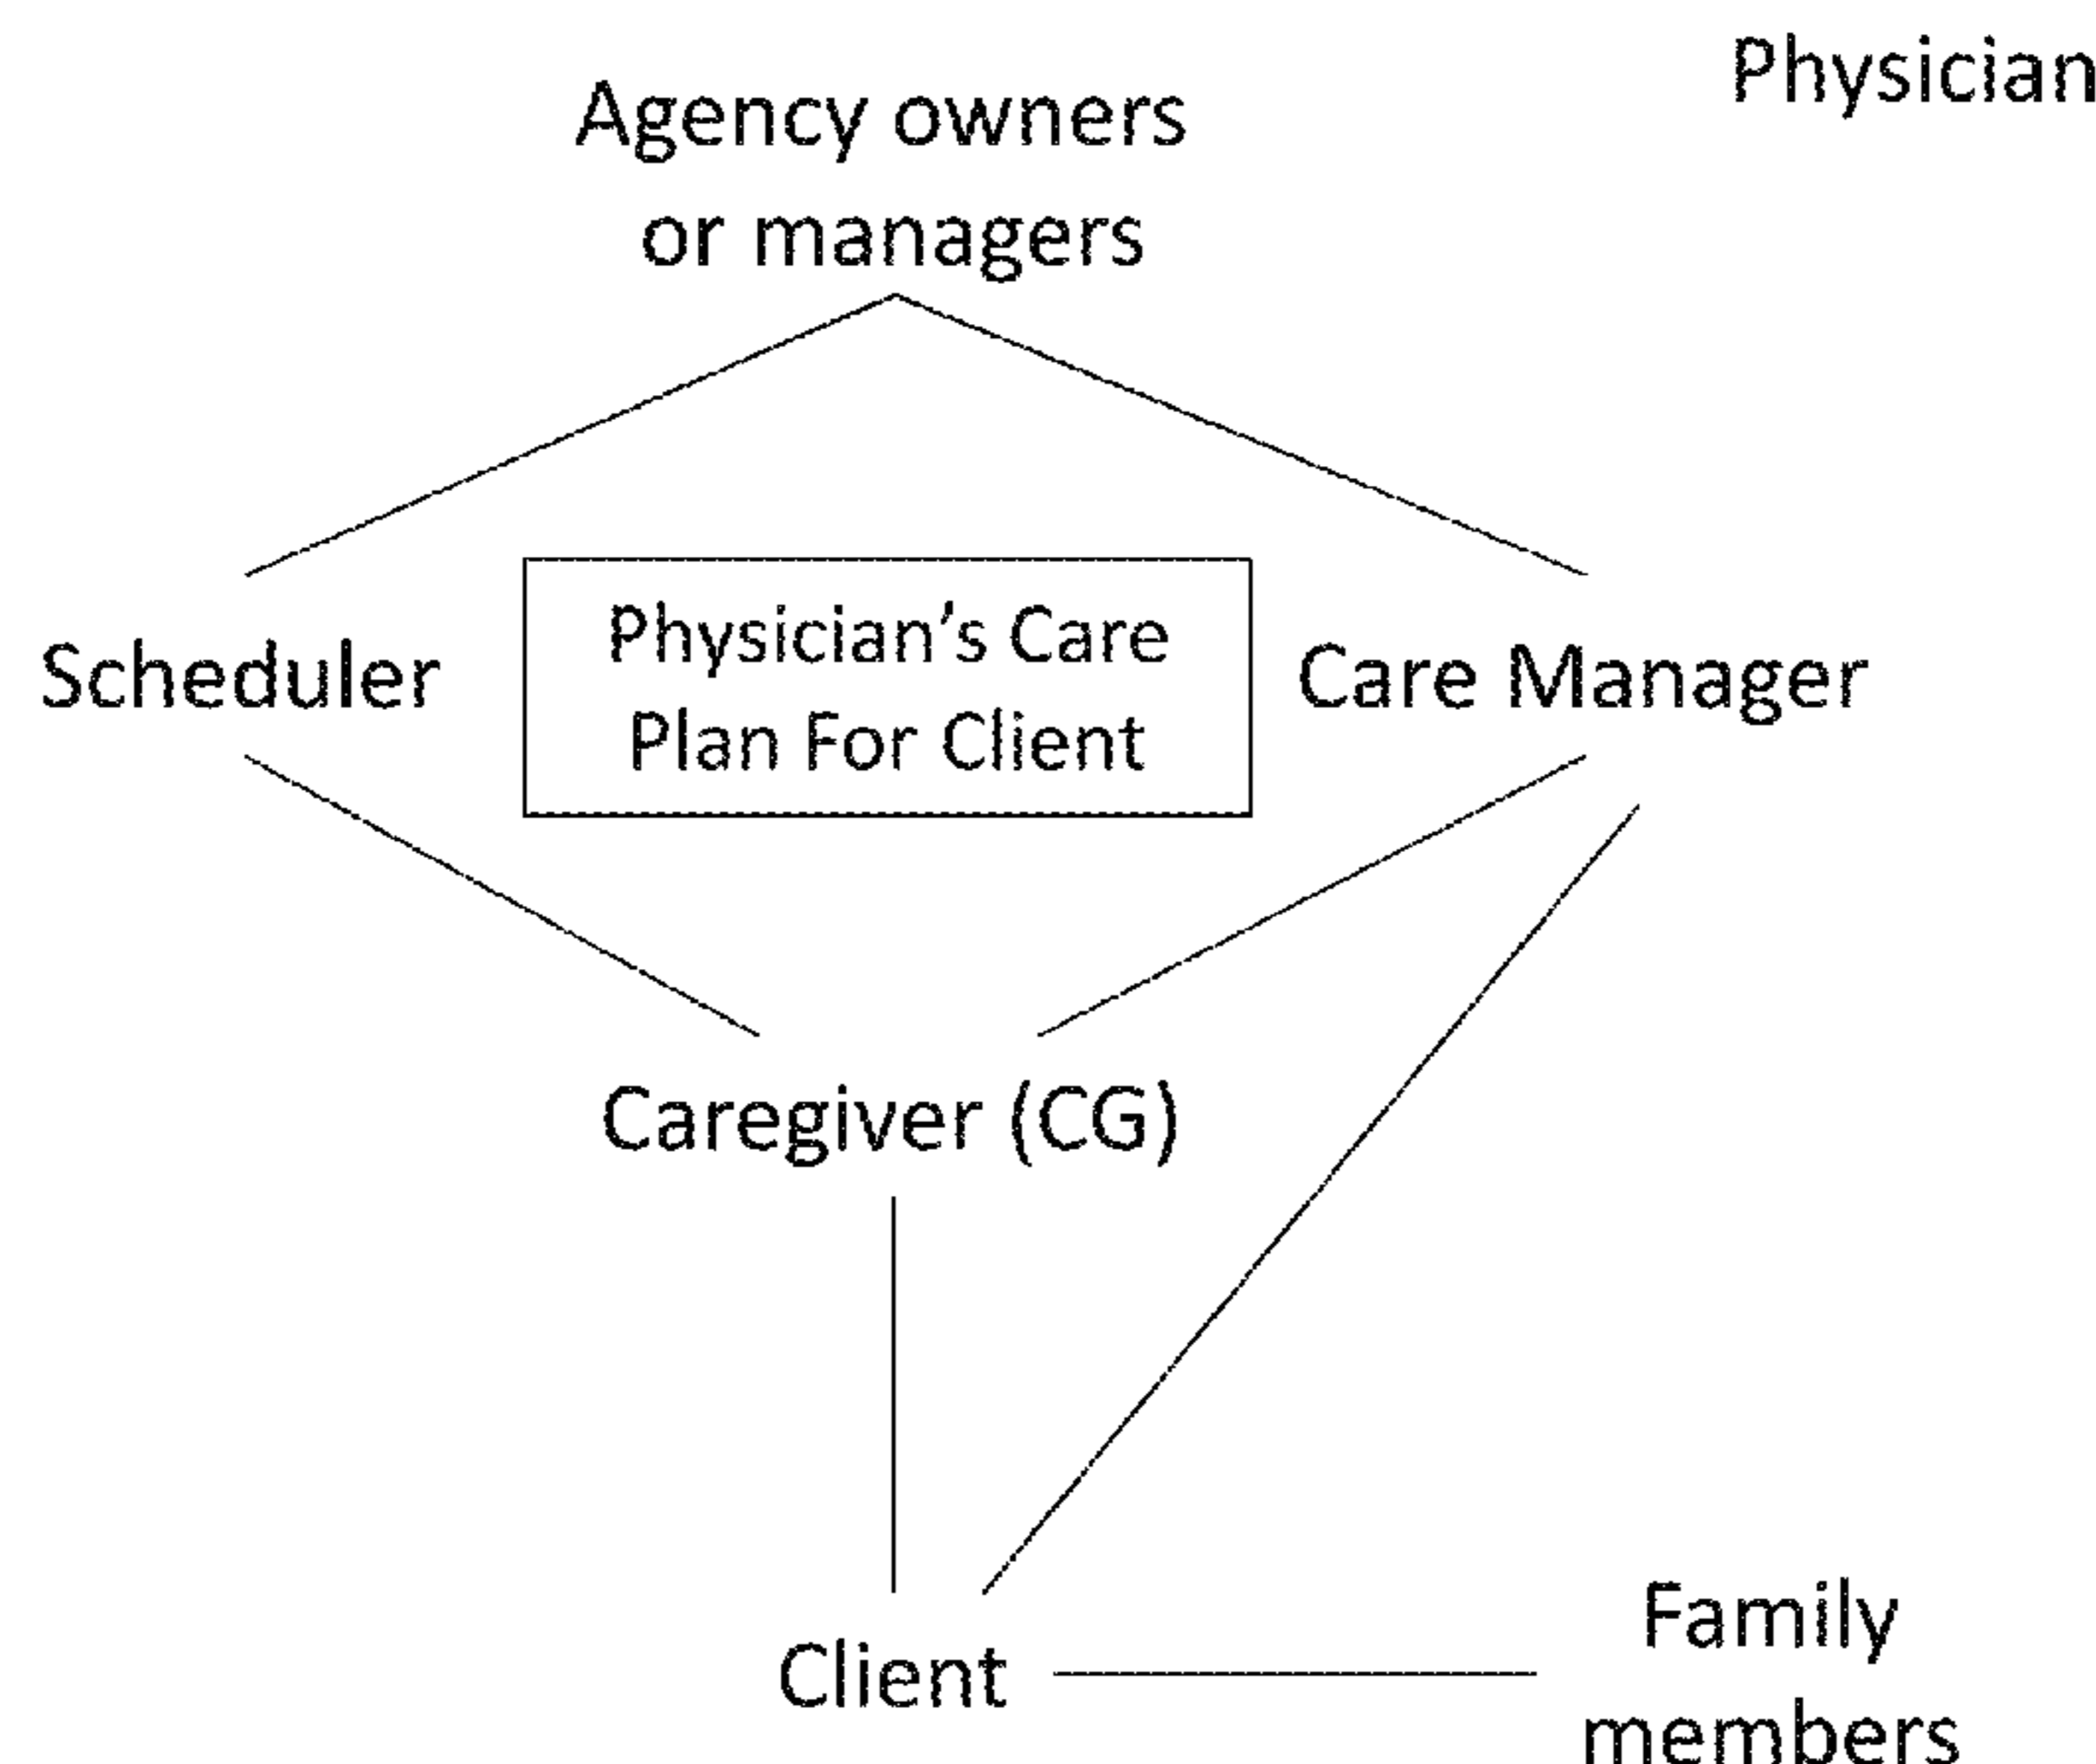 Physician
Agency owners
or managers
Scheduler
Physician's Care
Plan For Client
Care Manager
Caregiver (CG)
Client
Family
members